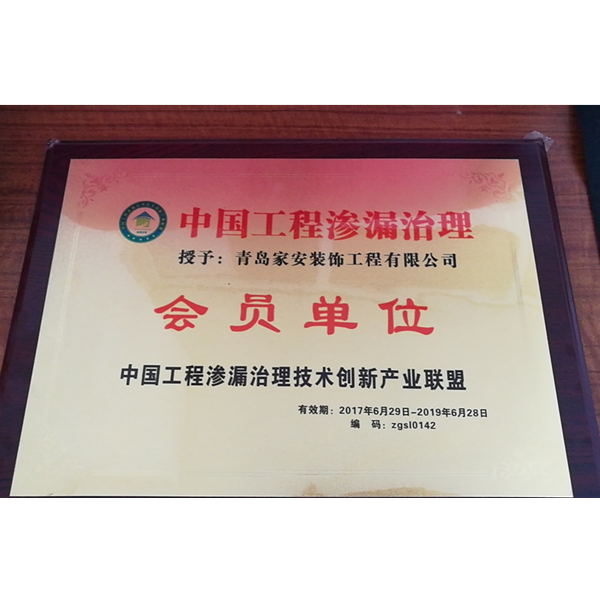 中国工程渗漏治理
授予：青岛家安装饰工程有限公司
会员单位
中国工程渗漏治理技术创新产业联盟
有效期：2017年6月29日-2019年6月28日
编 码：zgsl0142